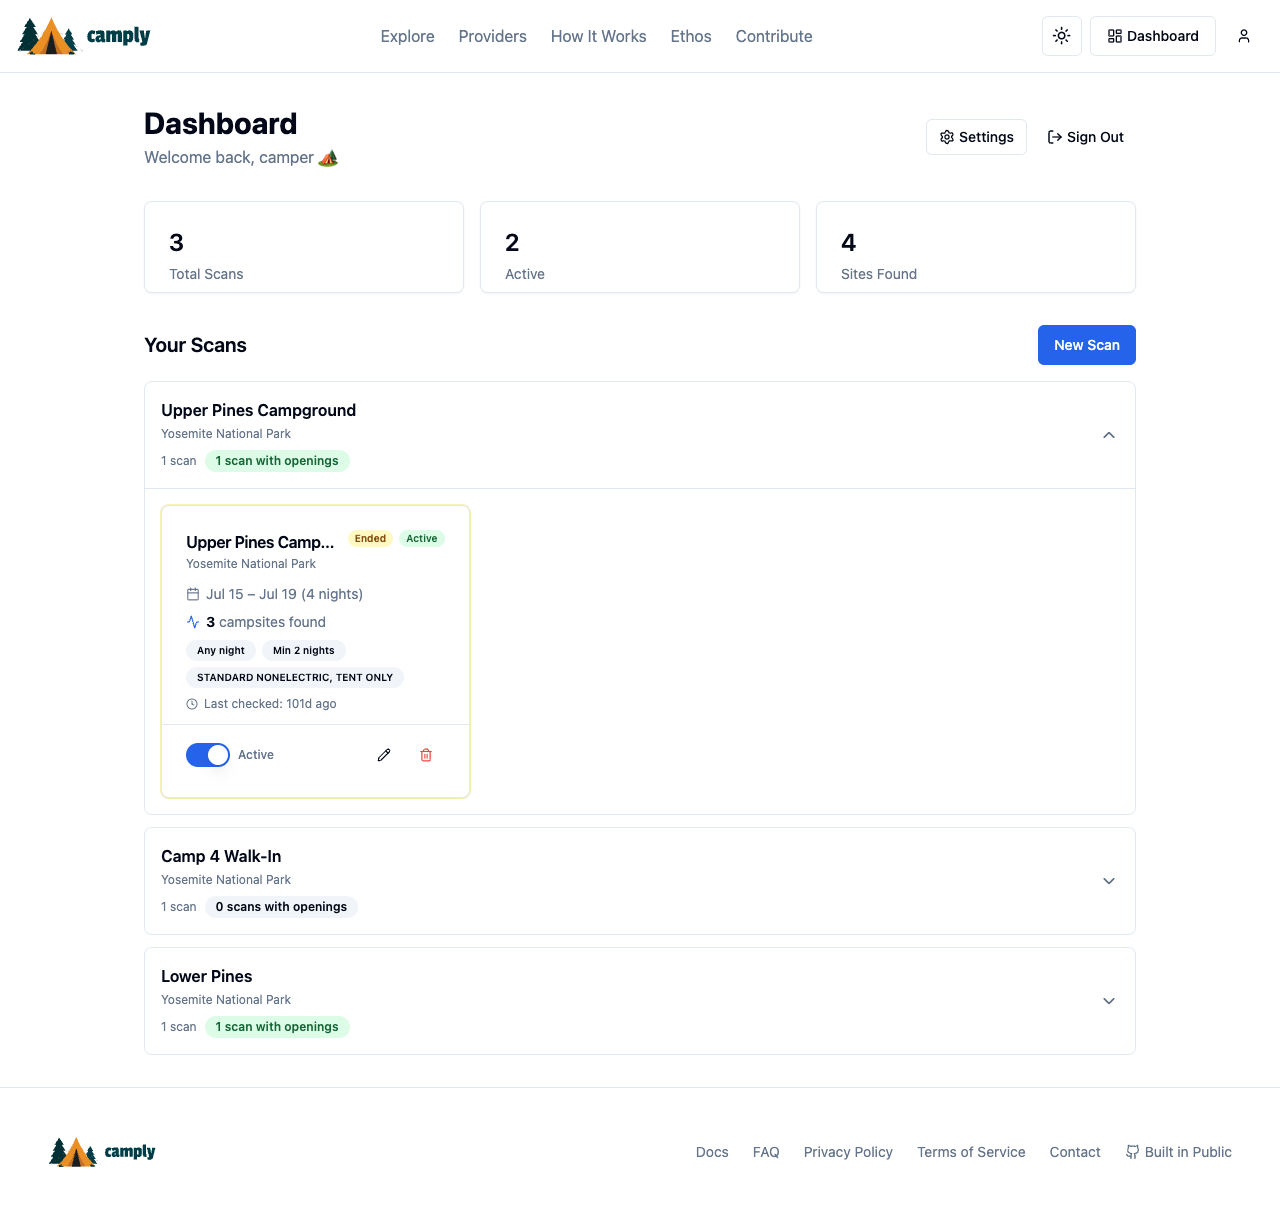 camply
Explore
Providers
How It Works
Ethos
Contribute
Dashboard
Dashboard
Welcome back, camper
Settings
Sign Out
3
Total Scans
2
Active
4
Sites Found
Your Scans
New Scan
Upper Pines Campground
Yosemite National Park
1 scan
1 scan with openings
Upper Pines Camp...
Ended
Active
Yosemite National Park
Jul 15 – Jul 19 (4 nights)
3 campsites found
Any night
Min 2 nights
STANDARD NONELECTRIC, TENT ONLY
Last checked: 101d ago
Active
Camp 4 Walk-In
Yosemite National Park
1 scan
0 scans with openings
Lower Pines
Yosemite National Park
1 scan
1 scan with openings
camply
Docs
FAQ
Privacy Policy
Terms of Service
Contact
Built in Public